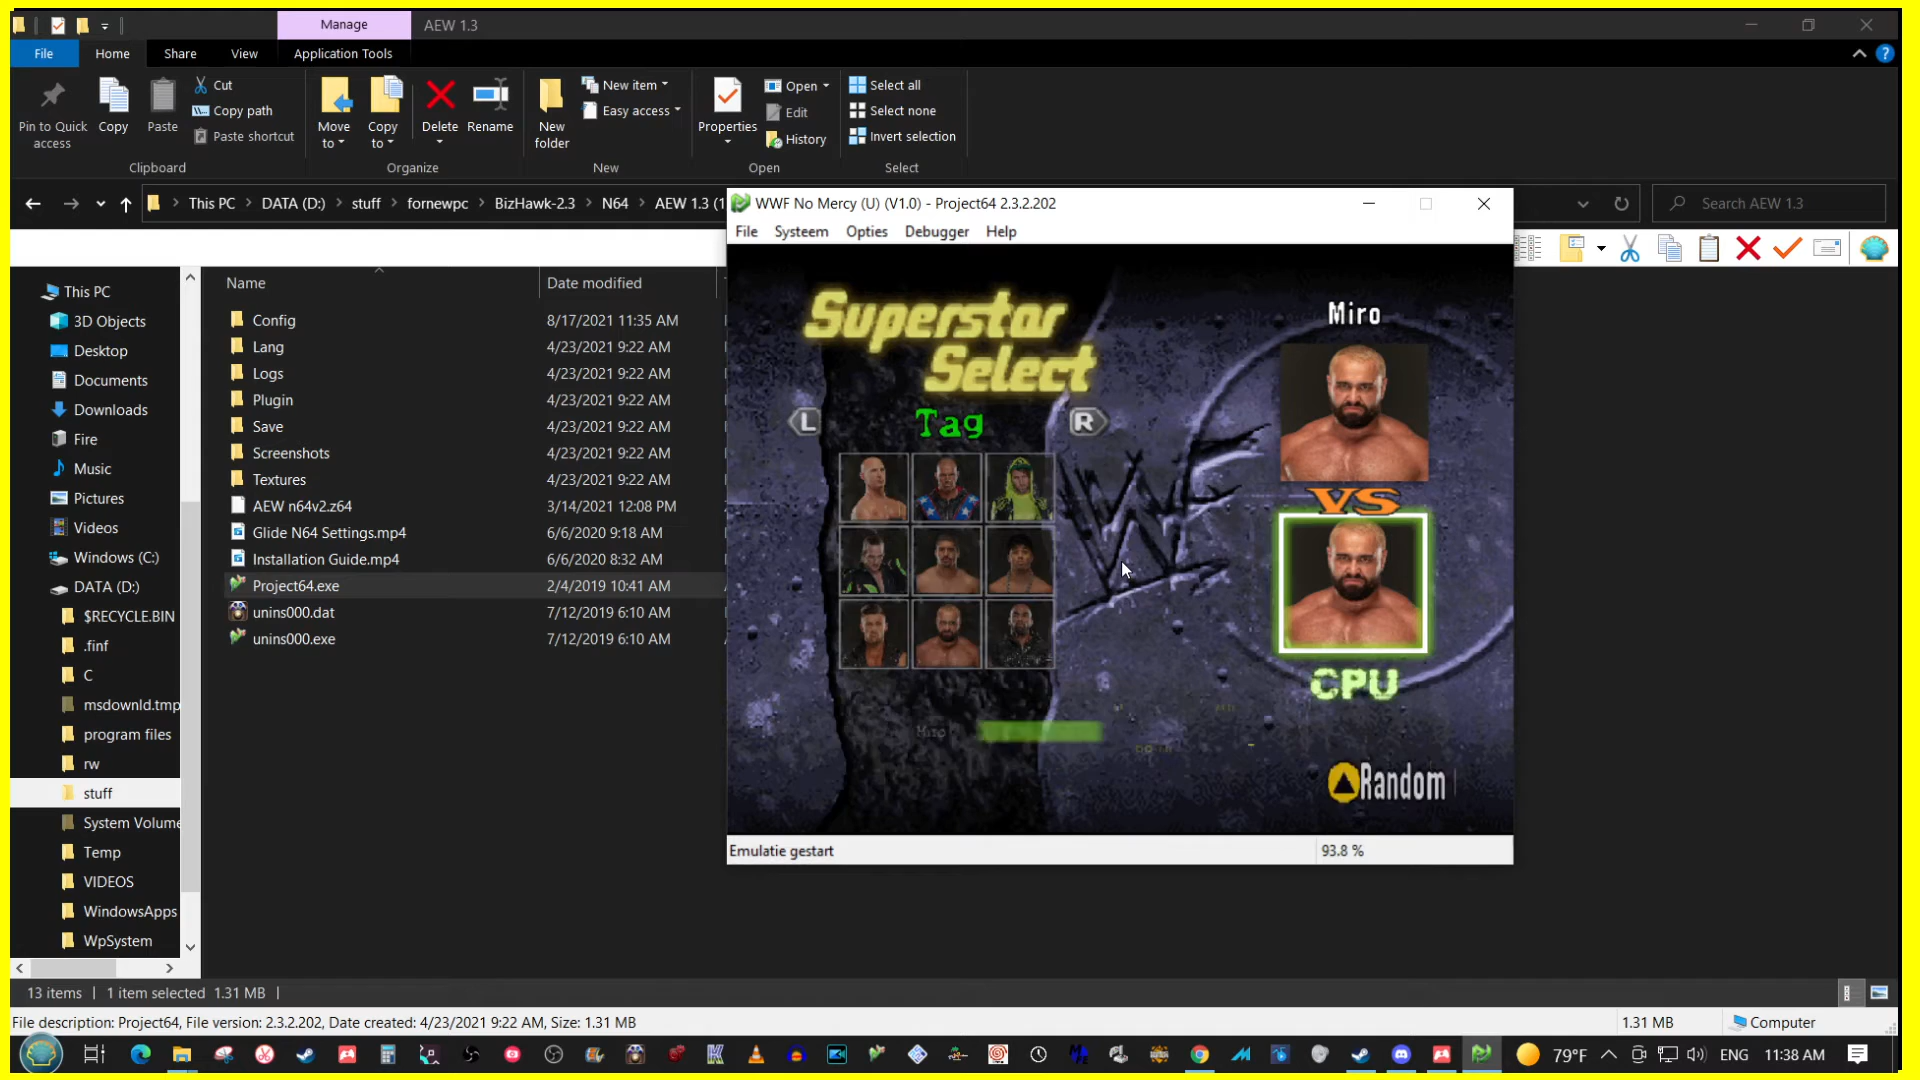 Manage
AEW 1.3
File
Home
Share
View
Application Tools
Pin to Quick access
Copy
Paste
Cut
Copy path
Paste shortcut
Clipboard
Move to
Copy to
Delete
Rename
Organize
New folder
New item
Easy access
New
Properties
Open
Edit
History
Open
Select all
Select none
Invert selection
Select
This PC
DATA (D:)
stuff
fornewpc
BizHawk-2.3
N64
AEW 1.3 (1
Search AEW 1.3
WWF No Mercy (U) (V1.0) - Project64 2.3.2.202
File
Systeem
Opties
Debugger
Help
This PC
3D Objects
Desktop
Documents
Downloads
Fire
Music
Pictures
Videos
Windows (C:)
DATA (D:)
$RECYCLE.BIN
.finf
C
msdownld.tmp
program files
rw
stuff
System Volume
Temp
VIDEOS
WindowsApps
WpSystem
Name
Date modified
Config 8/17/2021 11:35 AM
Lang 4/23/2021 9:22 AM
Logs 4/23/2021 9:22 AM
Plugin 4/23/2021 9:22 AM
Save 4/23/2021 9:22 AM
Screenshots 4/23/2021 9:22 AM
Textures 4/23/2021 9:22 AM
AEW n64v2.z64 3/14/2021 12:08 PM
Glide N64 Settings.mp4 6/6/2020 9:18 AM
Installation Guide.mp4 6/6/2020 8:32 AM
Project64.exe 2/4/2019 10:41 AM
unins000.dat 7/12/2019 6:10 AM
unins000.exe 7/12/2019 6:10 AM
Superstar
Select
L
Tag
R
Miro
VS
CPU
Miro
Random
Emulatie gestart
93.8 %
13 items
1 item selected 1.31 MB
File description: Project64, File version: 2.3.2.202, Date created: 4/23/2021 9:22 AM, Size: 1.31 MB
1.31 MB
Computer
79°F
ENG
11:38 AM